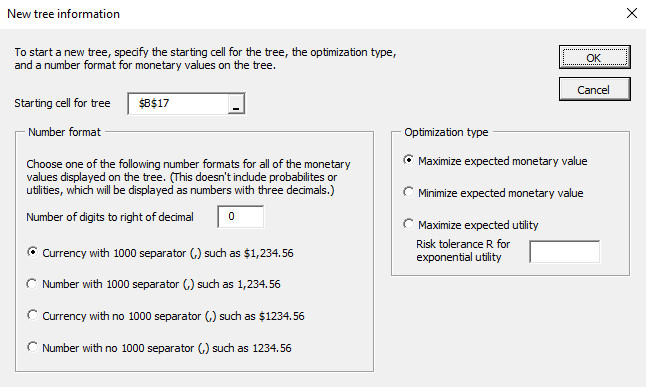 New tree information
To start a new tree, specify the starting cell for the tree, the optimization type,
and a number format for monetary values on the tree.
OK
Cancel
Starting cell for tree $B$17
Number format
Choose one of the following number formats for all of the monetary
values displayed on the tree. (This doesn't include probabilites or
utilities, which will be displayed as numbers with three decimals.)
Number of digits to right of decimal 0
Currency with 1000 separator (,) such as $1,234.56
Number with 1000 separator (,) such as 1,234.56
Currency with no 1000 separator (,) such as $1234.56
Number with no 1000 separator (,) such as 1234.56
Optimization type
Maximize expected monetary value
Minimize expected monetary value
Maximize expected utility
Risk tolerance R for
exponential utility